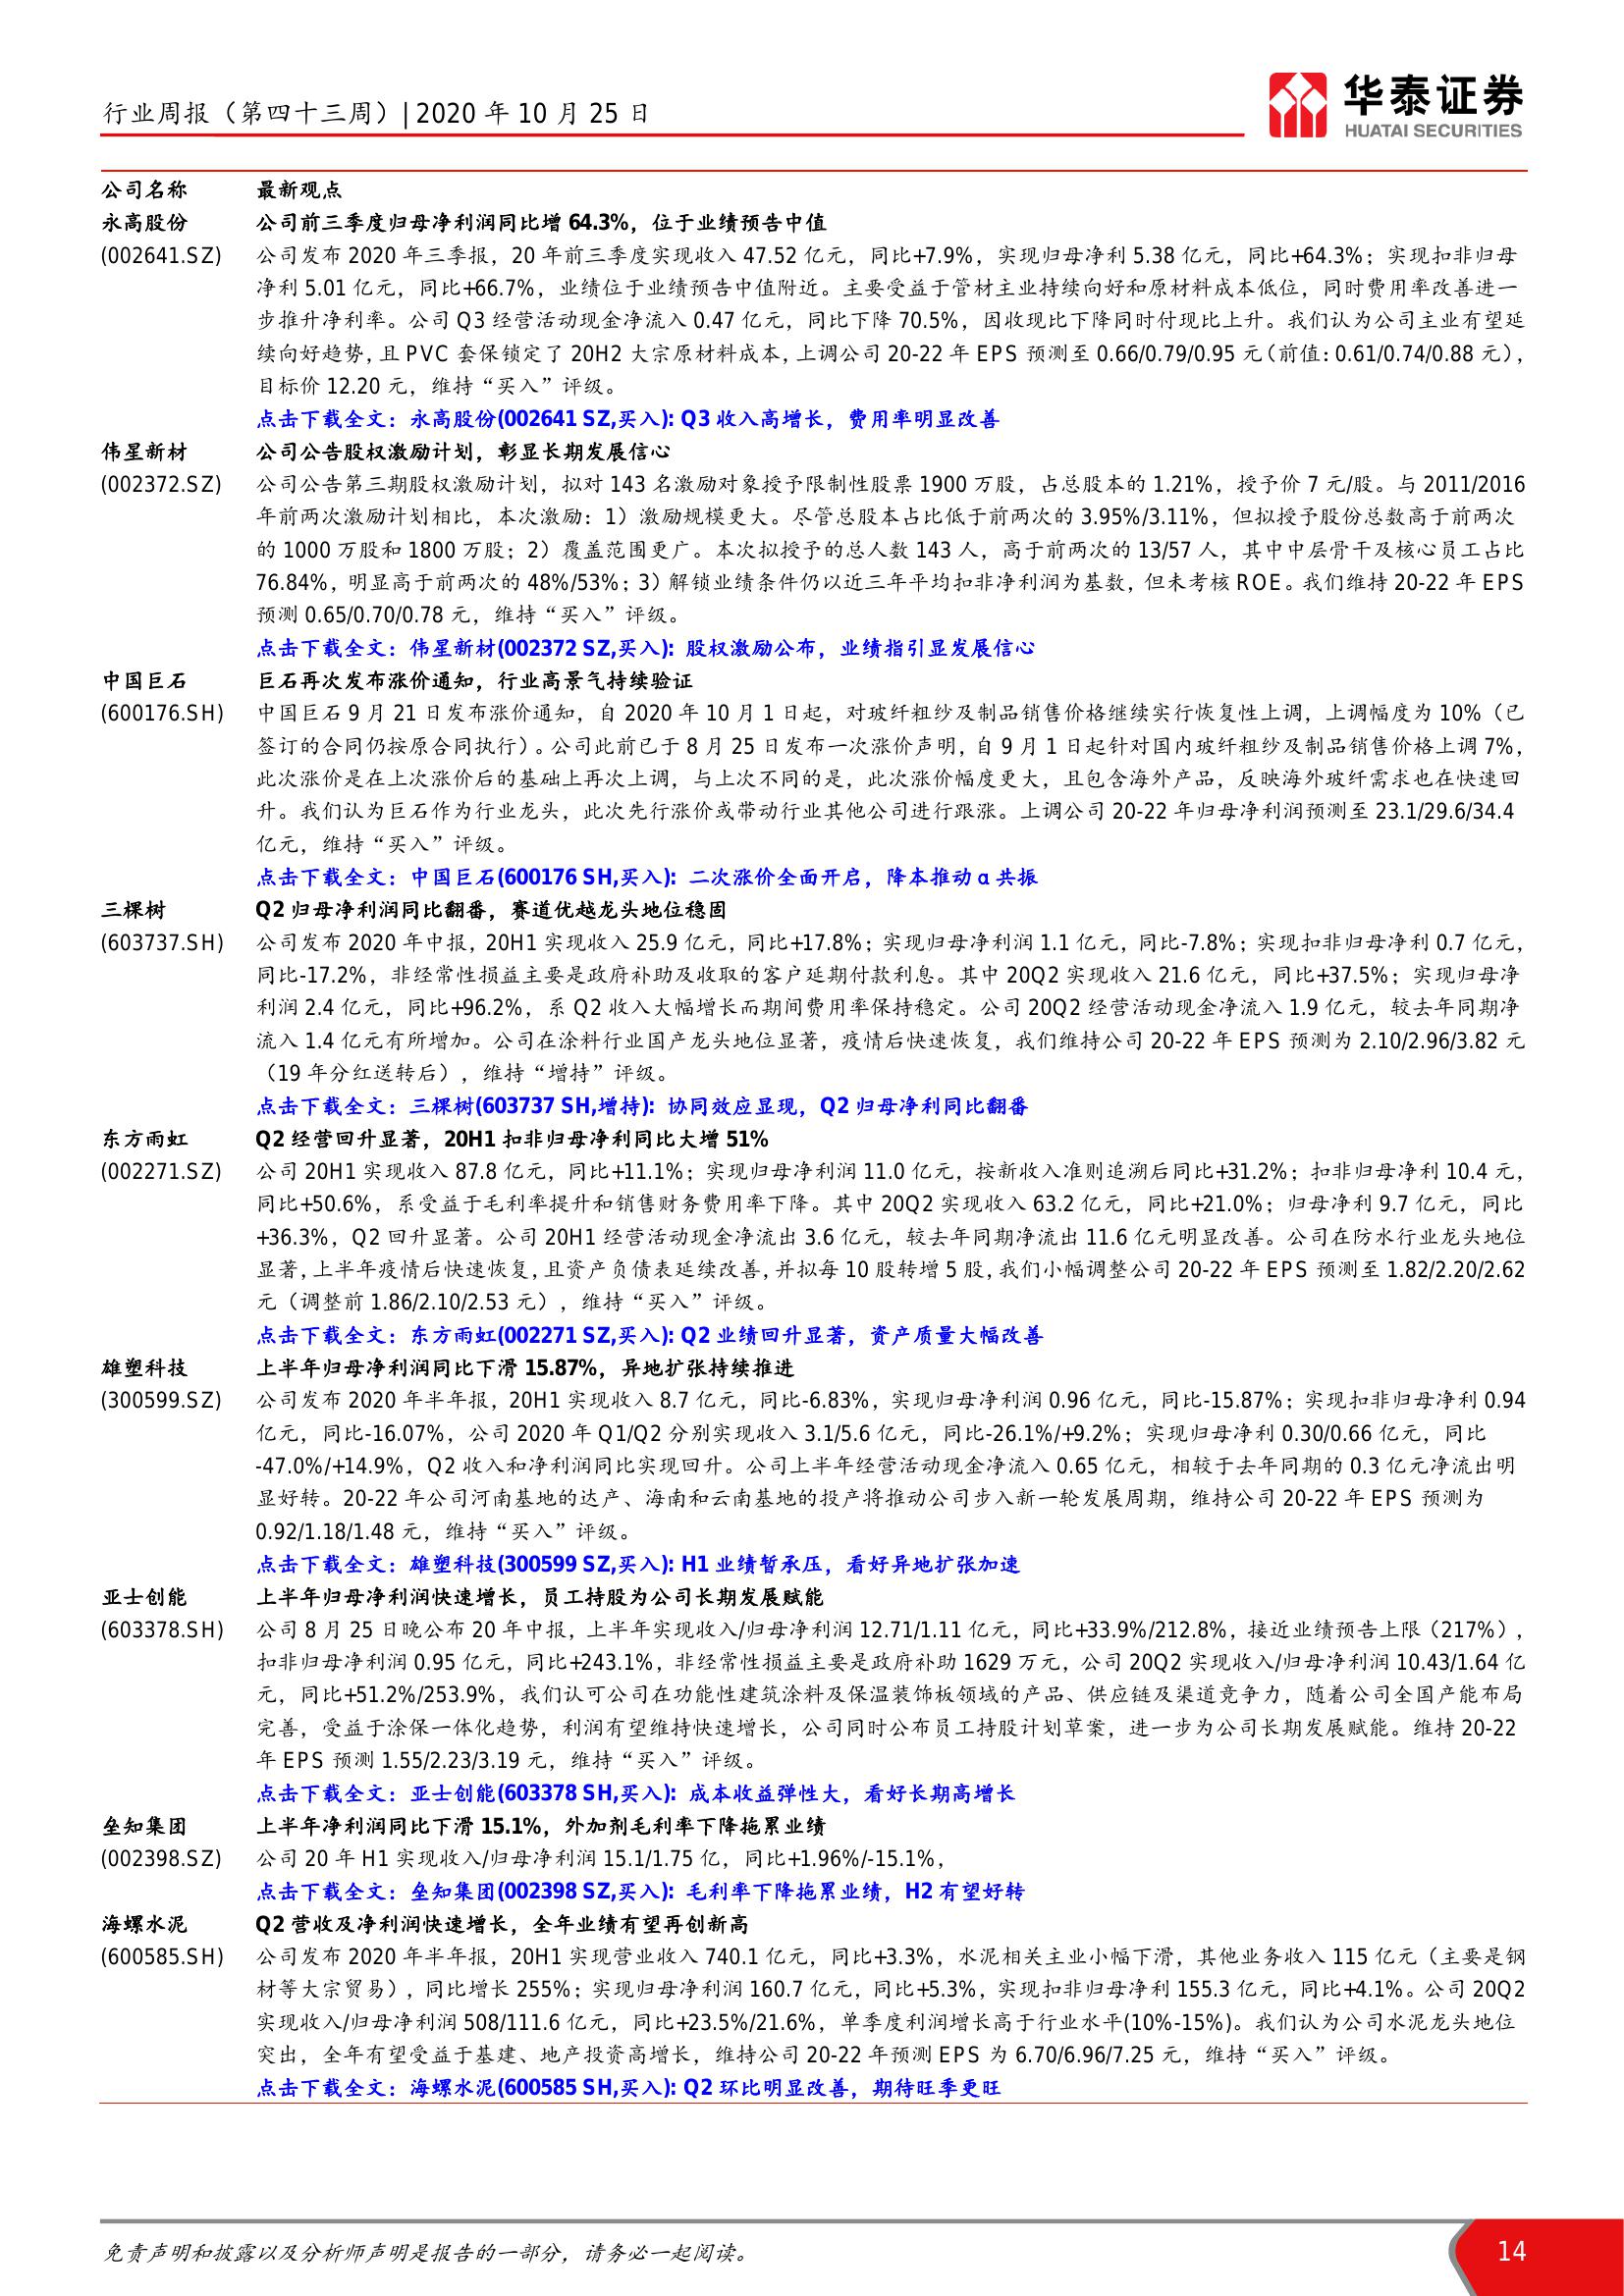 行业周报（第四十三周）| 2020 年 10 月 25 日
华泰证券
HUATAI SECURITIES
公司名称 最新观点
永高股份 公司前三季度归母净利润同比增 64.3%，位于业绩预告中值
(002641.SZ) 公司发布 2020 年三季报，20 年前三季度实现收入 47.52 亿元，同比+7.9%，实现归母净利 5.38 亿元，同比+64.3%；实现扣非归母
净利 5.01 亿元，同比+66.7%，业绩位于业绩预告中值附近。主要受益于管材主业持续向好和原材料成本低位，同时费用率改善进一
步推升净利率。公司 Q3 经营活动现金净流入 0.47 亿元，同比下降 70.5%，因收现比下降同时付现比上升。我们认为公司主业有望延
续向好趋势，且 PVC 套保锁定了 20H2 大宗原材料成本，上调公司 20-22 年 EPS 预测至 0.66/0.79/0.95 元（前值：0.61/0.74/0.88 元），
目标价 12.20 元，维持“买入”评级。
点击下载全文：永高股份(002641 SZ,买入): Q3 收入高增长，费用率明显改善
伟星新材 公司公告股权激励计划，彰显长期发展信心
(002372.SZ) 公司公告第三期股权激励计划，拟对 143 名激励对象授予限制性股票 1900 万股，占总股本的 1.21%，授予价 7 元/股。与 2011/2016
年前两次激励计划相比，本次激励：1）激励规模更大。尽管总股本占比低于前两次的 3.95%/3.11%，但拟授予股份总数高于前两次
的 1000 万股和 1800 万股；2）覆盖范围更广。本次拟授予的总人数 143 人，高于前两次的 13/57 人，其中中层骨干及核心员工占比
76.84%，明显高于前两次的 48%/53%；3）解锁业绩条件仍以近三年平均扣非净利润为基数，但未考核 ROE。我们维持 20-22 年 EPS
预测 0.65/0.70/0.78 元，维持“买入”评级。
点击下载全文：伟星新材(002372 SZ,买入): 股权激励公布，业绩指引显发展信心
中国巨石 巨石再次发布涨价通知，行业高景气持续验证
(600176.SH) 中国巨石 9 月 21 日发布涨价通知，自 2020 年 10 月 1 日起，对玻纤粗纱及制品销售价格继续实行恢复性上调，上调幅度为 10%（已
签订的合同仍按原合同执行）。公司此前已于 8 月 25 日发布一次涨价声明，自 9 月 1 日起针对国内玻纤粗纱及制品销售价格上调 7%，
此次涨价是在上次涨价后的基础上再次上调，与上次不同的是，此次涨价幅度更大，且包含海外产品，反映海外玻纤需求也在快速回
升。我们认为巨石作为行业龙头，此次先行涨价或带动行业其他公司进行跟涨。上调公司 20-22 年归母净利润预测至 23.1/29.6/34.4
亿元，维持“买入”评级。
点击下载全文：中国巨石(600176 SH,买入): 二次涨价全面开启，降本推动α共振
三棵树 Q2 归母净利润同比翻番，赛道优越龙头地位稳固
(603737.SH) 公司发布 2020 年中报，20H1 实现收入 25.9 亿元，同比+17.8%；实现归母净利润 1.1 亿元，同比-7.8%；实现扣非归母净利 0.7 亿元，
同比-17.2%，非经常性损益主要是政府补助及收取的客户延期付款利息。其中 20Q2 实现收入 21.6 亿元，同比+37.5%；实现归母净
利润 2.4 亿元，同比+96.2%，系 Q2 收入大幅增长而期间费用率保持稳定。公司 20Q2 经营活动现金净流入 1.9 亿元，较去年同期净
流入 1.4 亿元有所增加。公司在涂料行业国产龙头地位显著，疫情后快速恢复，我们维持公司 20-22 年 EPS 预测为 2.10/2.96/3.82 元
（19 年分红送转后），维持“增持”评级。
点击下载全文：三棵树(603737 SH,增持): 协同效应显现，Q2 归母净利同比翻番
东方雨虹 Q2 经营回升显著，20H1 扣非归母净利同比大增 51%
(002271.SZ) 公司 20H1 实现收入 87.8 亿元，同比+11.1%；实现归母净利润 11.0 亿元，按新收入准则追溯后同比+31.2%；扣非归母净利 10.4 元，
同比+50.6%，系受益于毛利率提升和销售财务费用率下降。其中 20Q2 实现收入 63.2 亿元，同比+21.0%；归母净利 9.7 亿元，同比
+36.3%，Q2 回升显著。公司 20H1 经营活动现金净流出 3.6 亿元，较去年同期净流出 11.6 亿元明显改善。公司在防水行业龙头地位
显著，上半年疫情后快速恢复，且资产负债表延续改善，并拟每 10 股转增 5 股，我们小幅调整公司 20-22 年 EPS 预测至 1.82/2.20/2.62
元（调整前 1.86/2.10/2.53 元），维持“买入”评级。
点击下载全文：东方雨虹(002271 SZ,买入): Q2 业绩回升显著，资产质量大幅改善
雄塑科技 上半年归母净利润同比下滑 15.87%，异地扩张持续推进
(300599.SZ) 公司发布 2020 年半年报，20H1 实现收入 8.7 亿元，同比-6.83%，实现归母净利润 0.96 亿元，同比-15.87%；实现扣非归母净利 0.94
亿元，同比-16.07%，公司 2020 年 Q1/Q2 分别实现收入 3.1/5.6 亿元，同比-26.1%/+9.2%；实现归母净利 0.30/0.66 亿元，同比
-47.0%/+14.9%，Q2 收入和净利润同比实现回升。公司上半年经营活动现金净流入 0.65 亿元，相较于去年同期的 0.3 亿元净流出明
显好转。20-22 年公司河南基地的达产、海南和云南基地的投产将推动公司步入新一轮发展周期，维持公司 20-22 年 EPS 预测为
0.92/1.18/1.48 元，维持“买入”评级。
点击下载全文：雄塑科技(300599 SZ,买入): H1 业绩暂承压，看好异地扩张加速
亚士创能 上半年归母净利润快速增长，员工持股为公司长期发展赋能
(603378.SH) 公司 8 月 25 日晚公布 20 年中报，上半年实现收入/归母净利润 12.71/1.11 亿元，同比+33.9%/212.8%，接近业绩预告上限（217%），
扣非归母净利润 0.95 亿元，同比+243.1%，非经常性损益主要是政府补助 1629 万元，公司 20Q2 实现收入/归母净利润 10.43/1.64 亿
元，同比+51.2%/253.9%，我们认可公司在功能性建筑涂料及保温装饰板领域的产品、供应链及渠道竞争力，随着公司全国产能布局
完善，受益于涂保一体化趋势，利润有望维持快速增长，公司同时公布员工持股计划草案，进一步为公司长期发展赋能。维持 20-22
年 EPS 预测 1.55/2.23/3.19 元，维持“买入”评级。
点击下载全文：亚士创能(603378 SH,买入): 成本收益弹性大，看好长期高增长
垒知集团 上半年净利润同比下滑 15.1%，外加剂毛利率下降拖累业绩
(002398.SZ) 公司 20 年 H1 实现收入/归母净利润 15.1/1.75 亿，同比+1.96%/-15.1%，
点击下载全文：垒知集团(002398 SZ,买入): 毛利率下降拖累业绩，H2 有望好转
海螺水泥 Q2 营收及净利润快速增长，全年业绩有望再创新高
(600585.SH) 公司发布 2020 年半年报，20H1 实现营业收入 740.1 亿元，同比+3.3%，水泥相关主业小幅下滑，其他业务收入 115 亿元（主要是钢
材等大宗贸易），同比增长 255%；实现归母净利润 160.7 亿元，同比+5.3%，实现扣非归母净利 155.3 亿元，同比+4.1%。公司 20Q2
实现收入/归母净利润 508/111.6 亿元，同比+23.5%/21.6%，单季度利润增长高于行业水平(10%-15%)。我们认为公司水泥龙头地位
突出，全年有望受益于基建、地产投资高增长，维持公司 20-22 年预测 EPS 为 6.70/6.96/7.25 元，维持“买入”评级。
点击下载全文：海螺水泥(600585 SH,买入): Q2 环比明显改善，期待旺季更旺
免责声明和披露以及分析师声明是报告的一部分，请务必一起阅读。
14